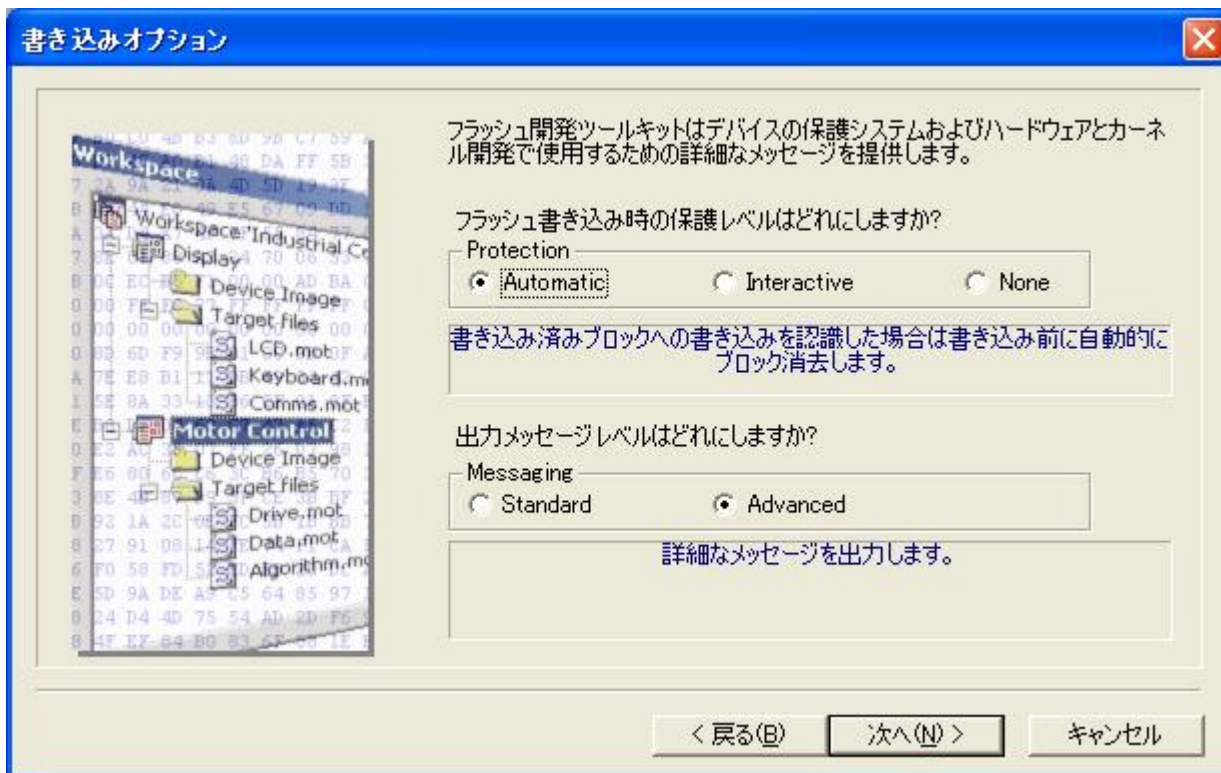 書き込みオプション
フラッシュ開発ツールキットはデバイスの保護システムおよびハードウェアとカーネ
ル開発で使用するための詳細なメッセージを提供します。
フラッシュ書き込み時の保護レベルはどれにしますか?
Protection
Automatic Interactive None
書き込み済みブロックへの書き込みを認識した場合は書き込み前に自動的に
ブロック消去します。
出力メッセージレベルはどれにしますか?
Messaging
Standard Advanced
詳細なメッセージを出力します。
Workspace
Workspace 'Industrial Co
Display
Device Image
Target files
LCD.mot
Keyboard.m
Comms.mot
Motor Control
Device Image
Target files
Drive.mot
Data.mot
Algorithm.mo
< 戻る(B) 次へ(N) > キャンセル